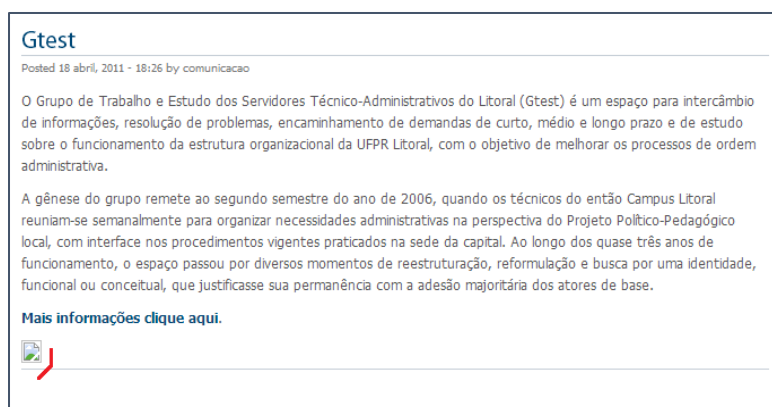 Gtest
Posted 18 abril, 2011 - 18:26 by comunicacao
O Grupo de Trabalho e Estudo dos Servidores Técnico-Administrativos do Litoral (Gtest) é um espaço para intercâmbio
de informações, resolução de problemas, encaminhamento de demandas de curto, médio e longo prazo e de estudo
sobre o funcionamento da estrutura organizacional da UFPR Litoral, com o objetivo de melhorar os processos de ordem
administrativa.
A gênese do grupo remete ao segundo semestre do ano de 2006, quando os técnicos do então Campus Litoral
reuniam-se semanalmente para organizar necessidades administrativas na perspectiva do Projeto Político-Pedagógico
local, com interface nos procedimentos vigentes praticados na sede da capital. Ao longo dos quase três anos de
funcionamento, o espaço passou por diversos momentos de reestruturação, reformulação e busca por uma identidade,
funcional ou conceitual, que justificasse sua permanência com a adesão majoritária dos atores de base.
Mais informações clique aqui.